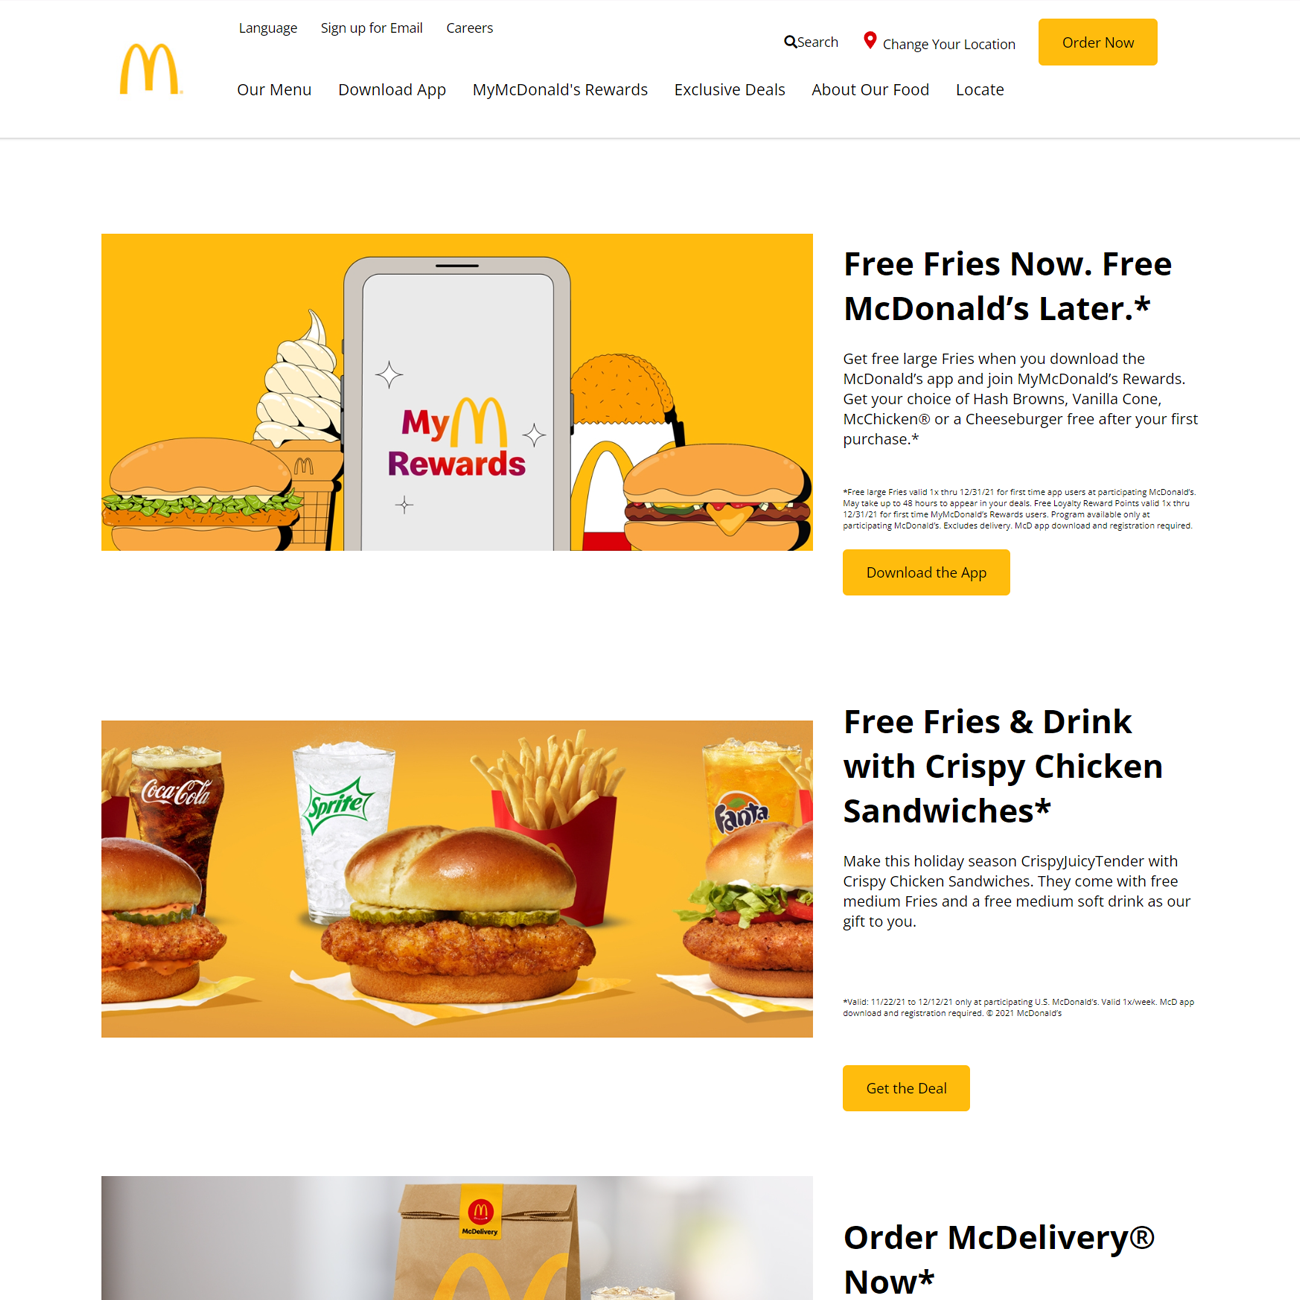 Language Sign up for Email Careers
Search Change Your Location Order Now
Our Menu Download App MyMcDonald's Rewards Exclusive Deals About Our Food Locate
My
Rewards
Free Fries Now. Free
McDonald’s Later.*
Get free large Fries when you download the
McDonald’s app and join MyMcDonald’s Rewards.
Get your choice of Hash Browns, Vanilla Cone,
McChicken® or a Cheeseburger free after your first
purchase.*
*Free large Fries valid 1x thru 12/31/21 for first time app users at participating McDonald’s.
May take up to 48 hours to appear in your deals. Free Loyalty Reward Points valid 1x thru
12/31/21 for first time MyMcDonald’s Rewards users. Program available only at
participating McDonald’s. Excludes delivery. McD app download and registration required.
Download the App
Coca-Cola
Sprite
Fanta
Free Fries & Drink
with Crispy Chicken
Sandwiches*
Make this holiday season CrispyJuicyTender with
Crispy Chicken Sandwiches. They come with free
medium Fries and a free medium soft drink as our
gift to you.
*Valid: 11/22/21 to 12/12/21 only at participating U.S. McDonald’s. Valid 1x/week. McD app
download and registration required. © 2021 McDonald’s
Get the Deal
McDelivery
Order McDelivery®
Now*